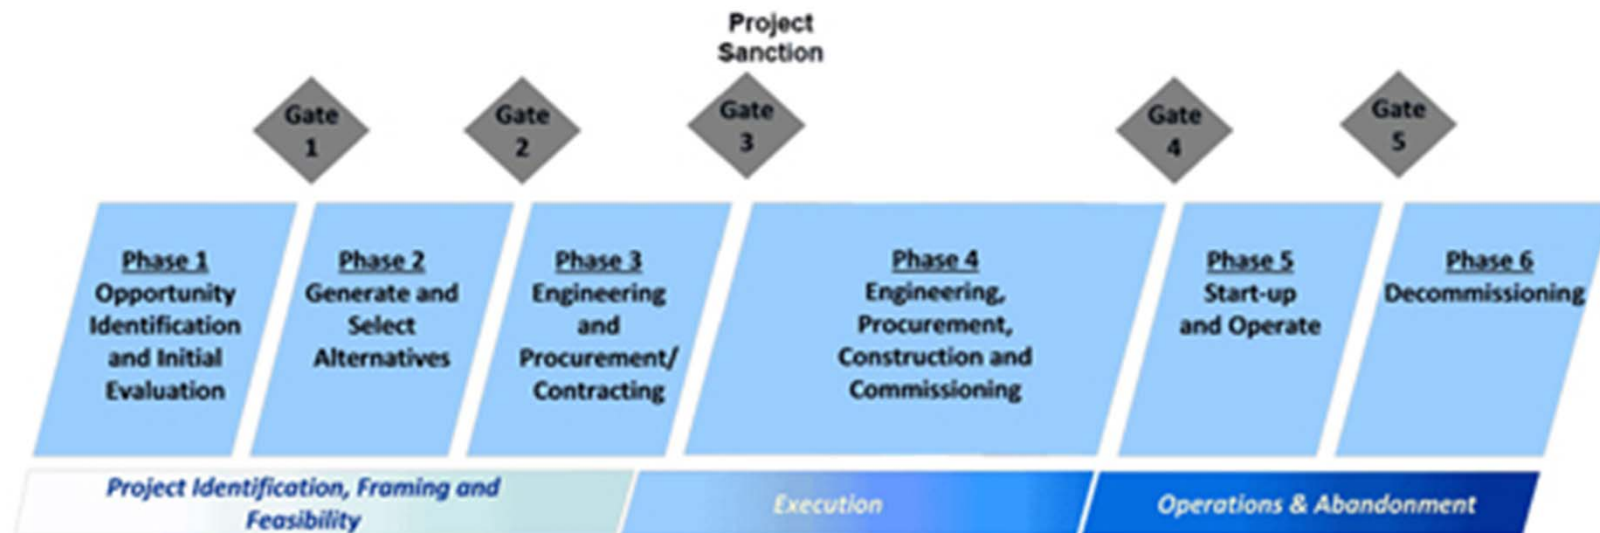 Project
Sanction
Gate
1
Gate
2
Gate
3
Gate
4
Gate
5
Phase 1
Opportunity
Identification
and Initial
Evaluation
Phase 2
Generate and
Select
Alternatives
Phase 3
Engineering
and
Procurement/
Contracting
Phase 4
Engineering,
Procurement,
Construction and
Commissioning
Phase 5
Start-up
and Operate
Phase 6
Decommissioning
Project Identification, Framing and
Feasibility
Execution
Operations & Abandonment